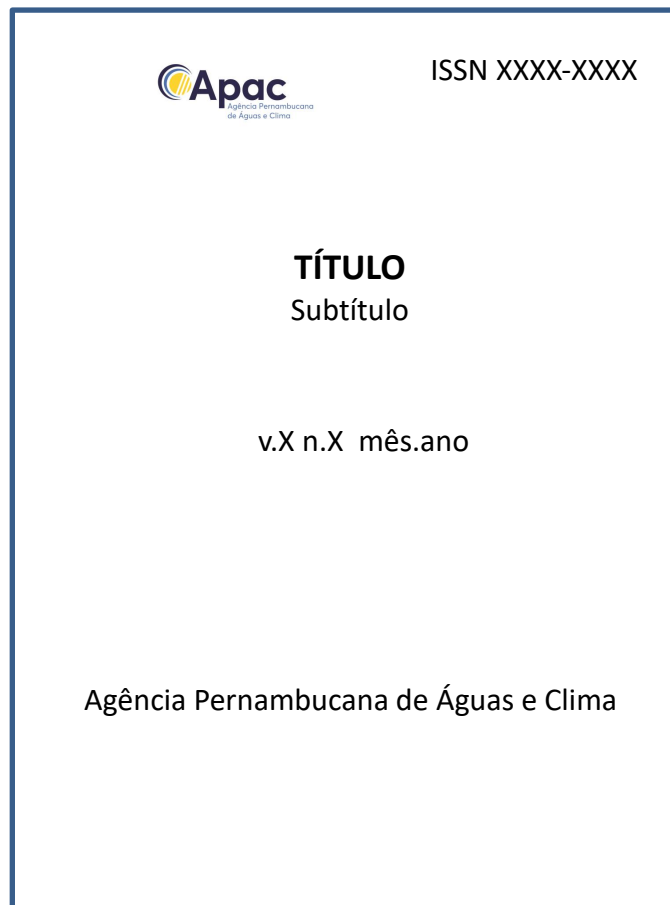 Apac
Agência Pernambucana
de Águas e Clima
ISSN XXXX-XXXX
TÍTULO
Subtítulo
v.X n.X mês.ano
Agência Pernambucana de Águas e Clima